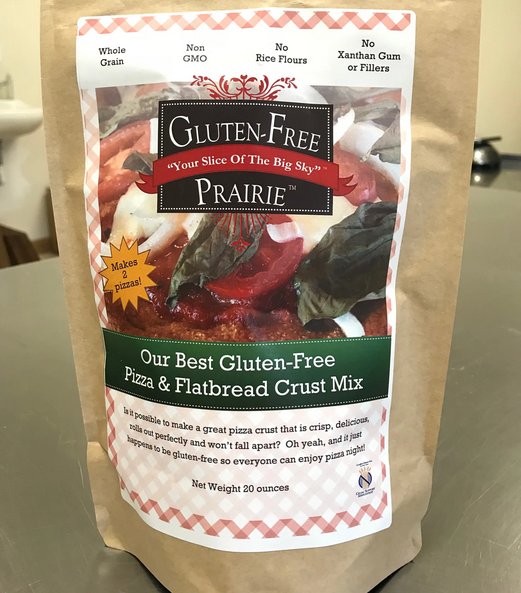 Whole
Grain
Non
GMO
No
Rice Flours
No
Xanthan Gum
or Fillers
GLUTEN-FREE
"Your Slice Of The Big Sky"™
PRAIRIE™
Makes
2
pizzas!
Our Best Gluten-Free
Pizza & Flatbread Crust Mix
Is it possible to make a great pizza crust that is crisp, delicious,
rolls out perfectly and won't fall apart? Oh yeah, and it just
happens to be gluten-free so everyone can enjoy pizza night!
Net Weight 20 ounces